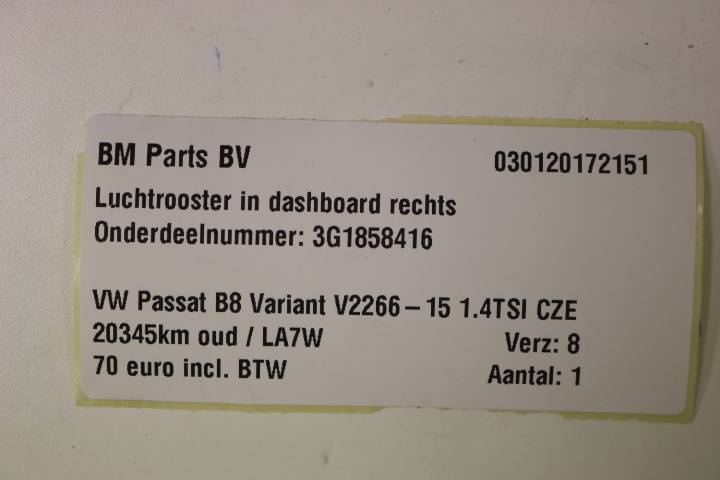 BM Parts BV 030120172151
Luchtrooster in dashboard rechts
Onderdeelnummer: 3G1858416
VW Passat B8 Variant V2266 – 15 1.4TSI CZE
20345km oud / LA7W Verz: 8
70 euro incl. BTW Aantal: 1